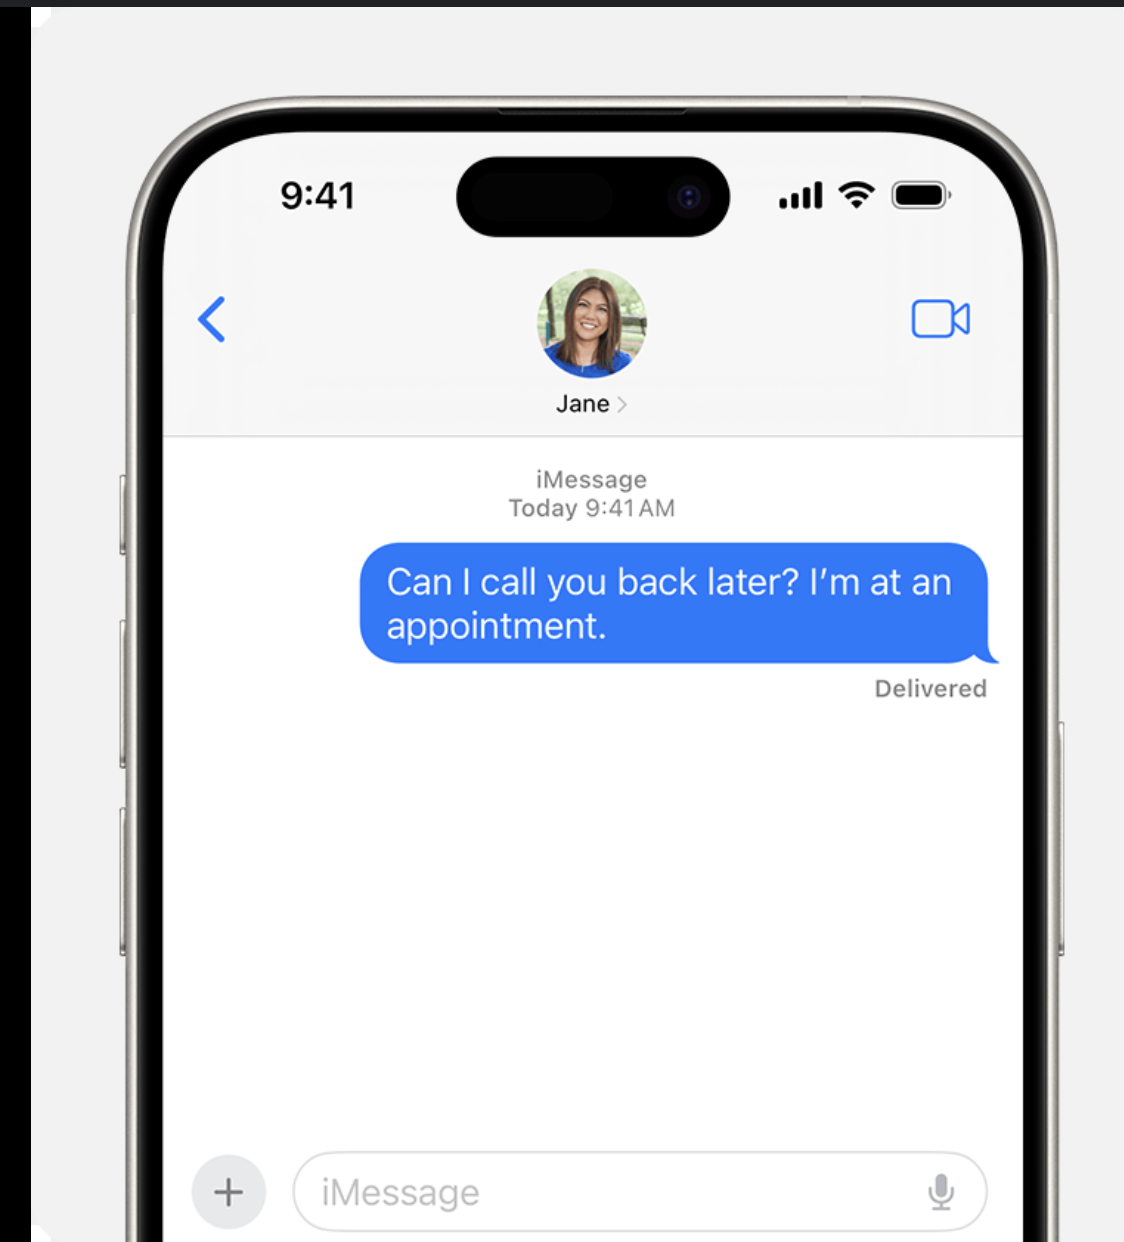 9:41
Jane
iMessage
Today 9:41 AM
Can I call you back later? I’m at an
appointment.
Delivered
iMessage